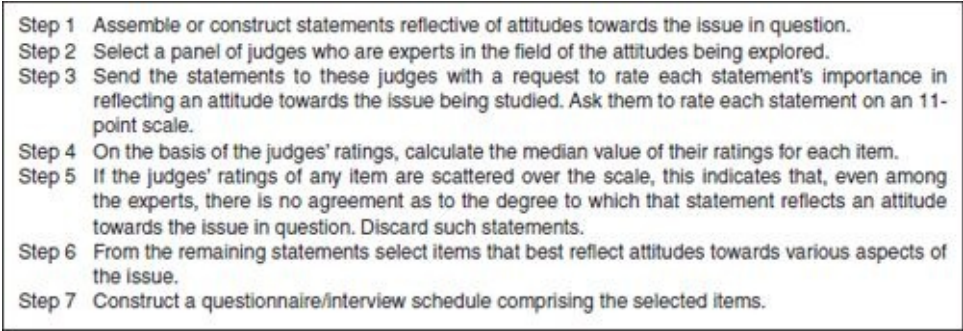 Step 1 Assemble or construct statements reflective of attitudes towards the issue in question.
Step 2 Select a panel of judges who are experts in the field of the attitudes being explored.
Step 3 Send the statements to these judges with a request to rate each statement's importance in
reflecting an attitude towards the issue being studied. Ask them to rate each statement on an 11-
point scale.
Step 4 On the basis of the judges' ratings, calculate the median value of their ratings for each item.
Step 5 If the judges' ratings of any item are scattered over the scale, this indicates that, even among
the experts, there is no agreement as to the degree to which that statement reflects an attitude
towards the issue in question. Discard such statements.
Step 6 From the remaining statements select items that best reflect attitudes towards various aspects of
the issue.
Step 7 Construct a questionnaire/interview schedule comprising the selected items.